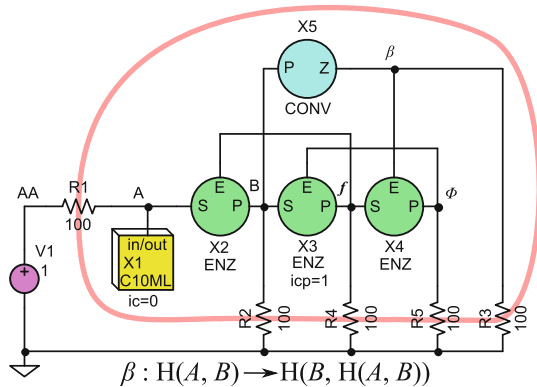 X5
β
P Z
CONV
E E E
AA R1 A B f Φ
S P S P S P
100
in/out
X1
C10ML
ic=0
X2
ENZ
X3
ENZ
icp=1
X4
ENZ
V1
+
1
R2 100 R4 100 R5 100 R3 100
β : H(A, B) → H(B, H(A, B))